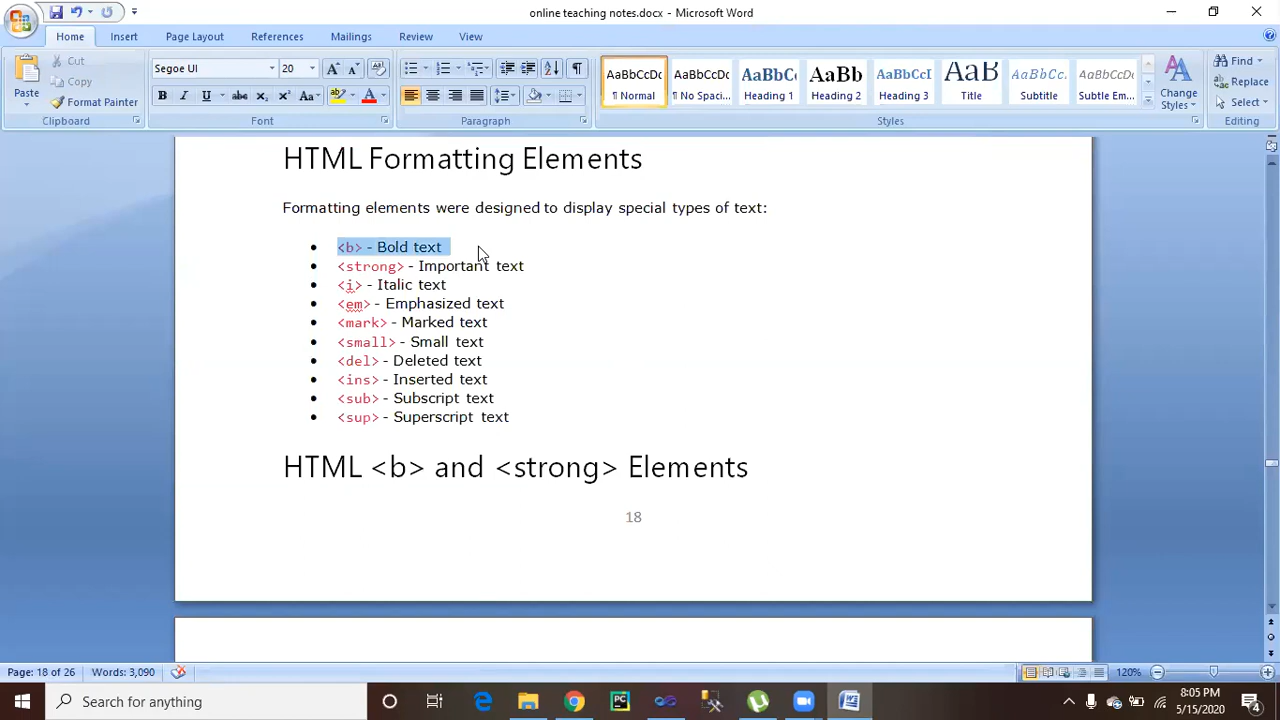 online teaching notes.docx - Microsoft Word
Home Insert Page Layout References Mailings Review View
Paste
Cut
Copy
Format Painter
Clipboard
Segoe UI 20
B I U abc x₂ x² Aa
Font
Paragraph
AaBbCcDc AaBbCcDc AaBbC AaBb AaBbCcI AaB AaBbCc. AaBbCcDc
¶ Normal ¶ No Spaci... Heading 1 Heading 2 Heading 3 Title Subtitle Subtle Em...
Styles
Change Styles
Find
Replace
Select
Editing
HTML Formatting Elements
Formatting elements were designed to display special types of text:
• <b> - Bold text
• <strong> - Important text
• <i> - Italic text
• <em> - Emphasized text
• <mark> - Marked text
• <small> - Small text
• <del> - Deleted text
• <ins> - Inserted text
• <sub> - Subscript text
• <sup> - Superscript text
HTML <b> and <strong> Elements
18
Page: 18 of 26 Words: 3,090 120%
Search for anything
8:05 PM
5/15/2020
4